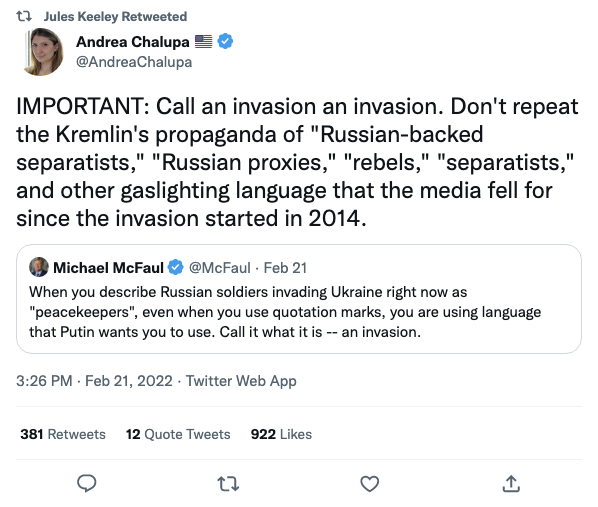 Jules Keeley Retweeted
Andrea Chalupa 🇺🇸
@AndreaChalupa
IMPORTANT: Call an invasion an invasion. Don't repeat
the Kremlin's propaganda of "Russian-backed
separatists," "Russian proxies," "rebels," "separatists,"
and other gaslighting language that the media fell for
since the invasion started in 2014.
Michael McFaul @McFaul · Feb 21
When you describe Russian soldiers invading Ukraine right now as
"peacekeepers", even when you use quotation marks, you are using language
that Putin wants you to use. Call it what it is -- an invasion.
3:26 PM · Feb 21, 2022 · Twitter Web App
381 Retweets 12 Quote Tweets 922 Likes